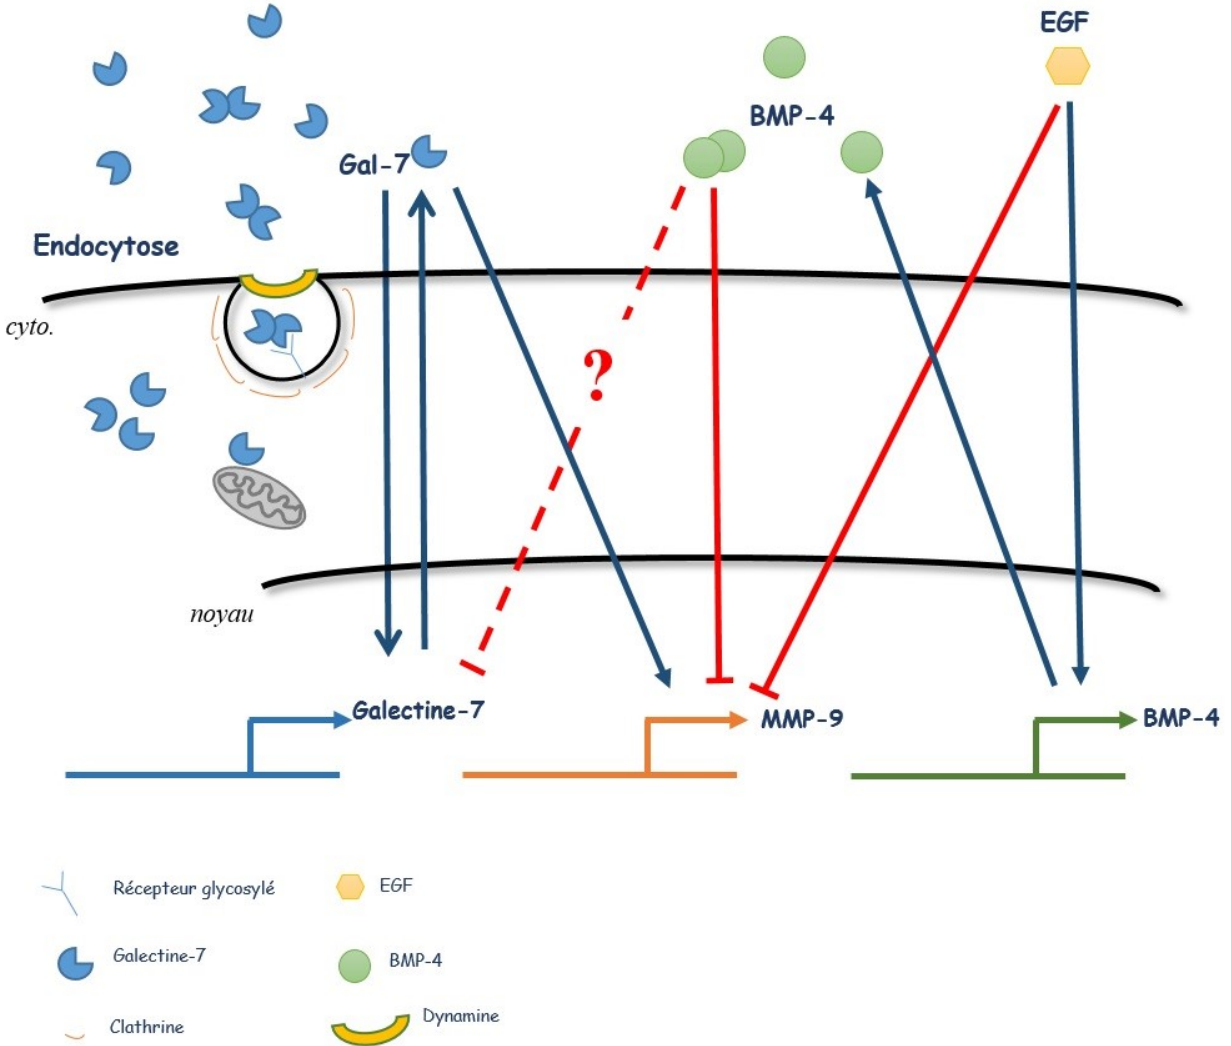 EGF
BMP-4
Gal-7
Endocytose
cyto.
?
noyau
Galectine-7
MMP-9
BMP-4
Récepteur glycosylé
EGF
Galectine-7
BMP-4
Clathrine
Dynamine